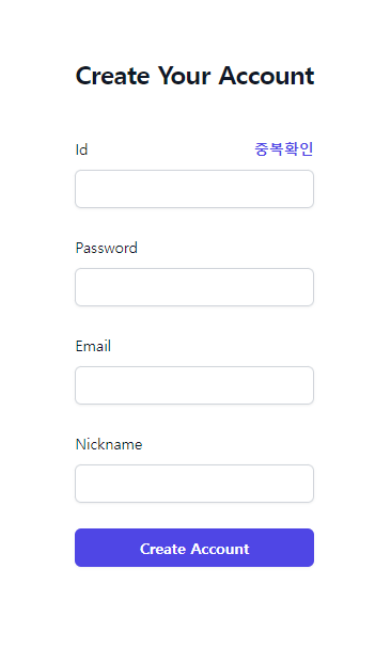 Create Your Account
Id 중복확인
Password
Email
Nickname
Create Account